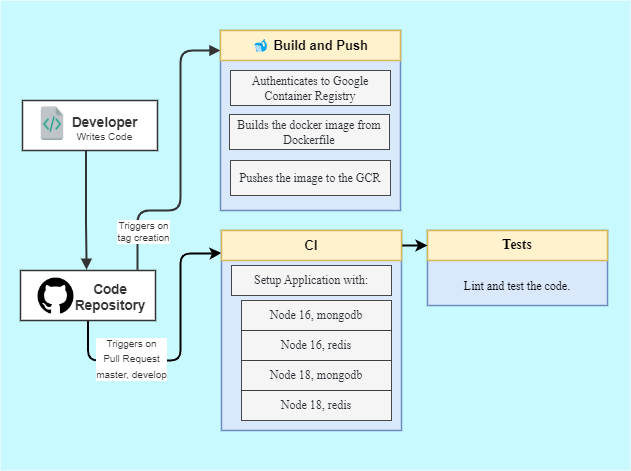 Build and Push
Authenticates to Google
Container Registry
Builds the docker image from
Dockerfile
Pushes the image to the GCR
Developer
Writes Code
Triggers on
tag creation
Code
Repository
Triggers on
Pull Request
master, develop
CI
Setup Application with:
Node 16, mongodb
Node 16, redis
Node 18, mongodb
Node 18, redis
Tests
Lint and test the code.